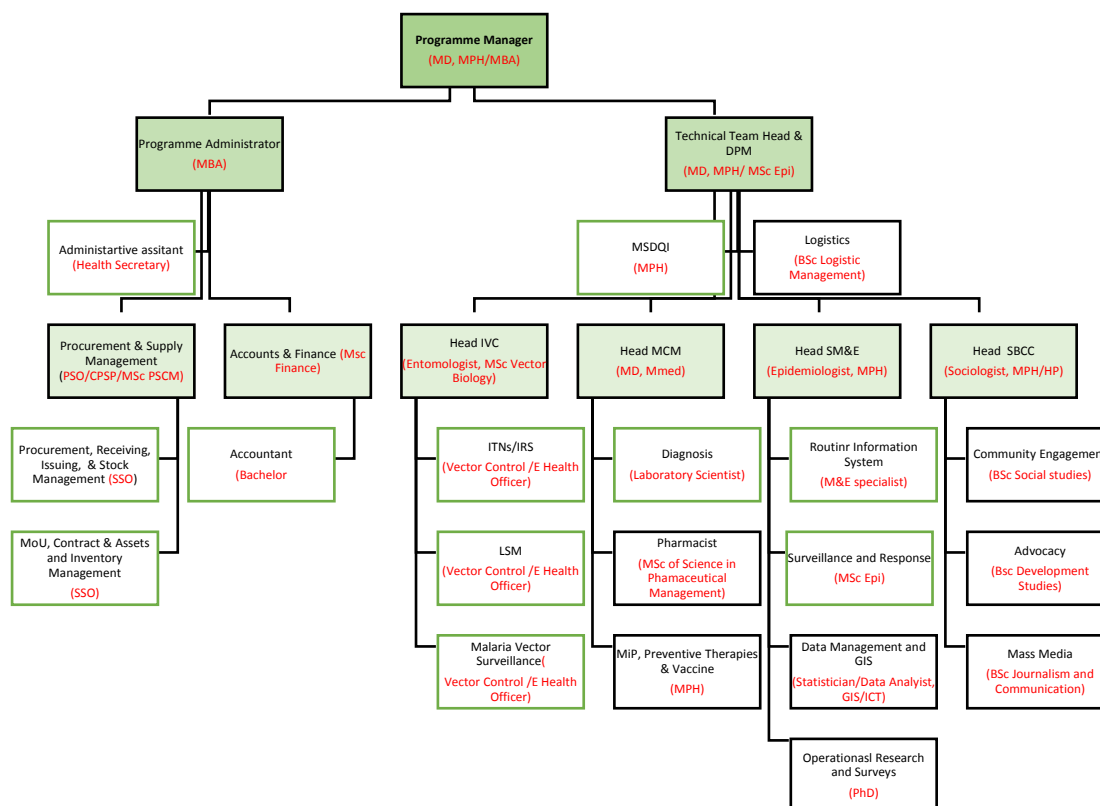 Programme Manager
(MD, MPH/MBA)
Programme Administrator
(MBA)
Technical Team Head &
DPM
(MD, MPH/ MSc Epi)
Administartive assitant
(Health Secretary)
MSDQI
(MPH)
Logistics
(BSc Logistic
Management)
Procurement & Supply
Management
(PSO/CPSP/MSc PSCM)
Accounts & Finance (Msc
Finance)
Head IVC
(Entomologist, MSc Vector
Biology)
Head MCM
(MD, Mmed)
Head SM&E
(Epidemiologist, MPH)
Head SBCC
(Sociologist, MPH/HP)
Procurement, Receiving,
Issuing, & Stock
Management (SSO)
Accountant
(Bachelor
ITNs/IRS
(Vector Control /E Health
Officer)
Diagnosis
(Laboratory Scientist)
Routinr Information
System
(M&E specialist)
Community Engagement
(BSc Social studies)
MoU, Contract & Assets
and Inventory
Management
(SSO)
LSM
(Vector Control /E Health
Officer)
Pharmacist
(MSc of Science in
Phamaceutical
Management)
Surveillance and Response
(MSc Epi)
Advocacy
(Bsc Development
Studies)
Malaria Vector
Surveillance(
Vector Control /E Health
Officer)
MiP, Preventive Therapies
& Vaccine
(MPH)
Data Management and
GIS
(Statistician/Data Analyist,
GIS/ICT)
Mass Media
(BSc Journalism and
Communication)
Operationasl Research
and Surveys
(PhD)